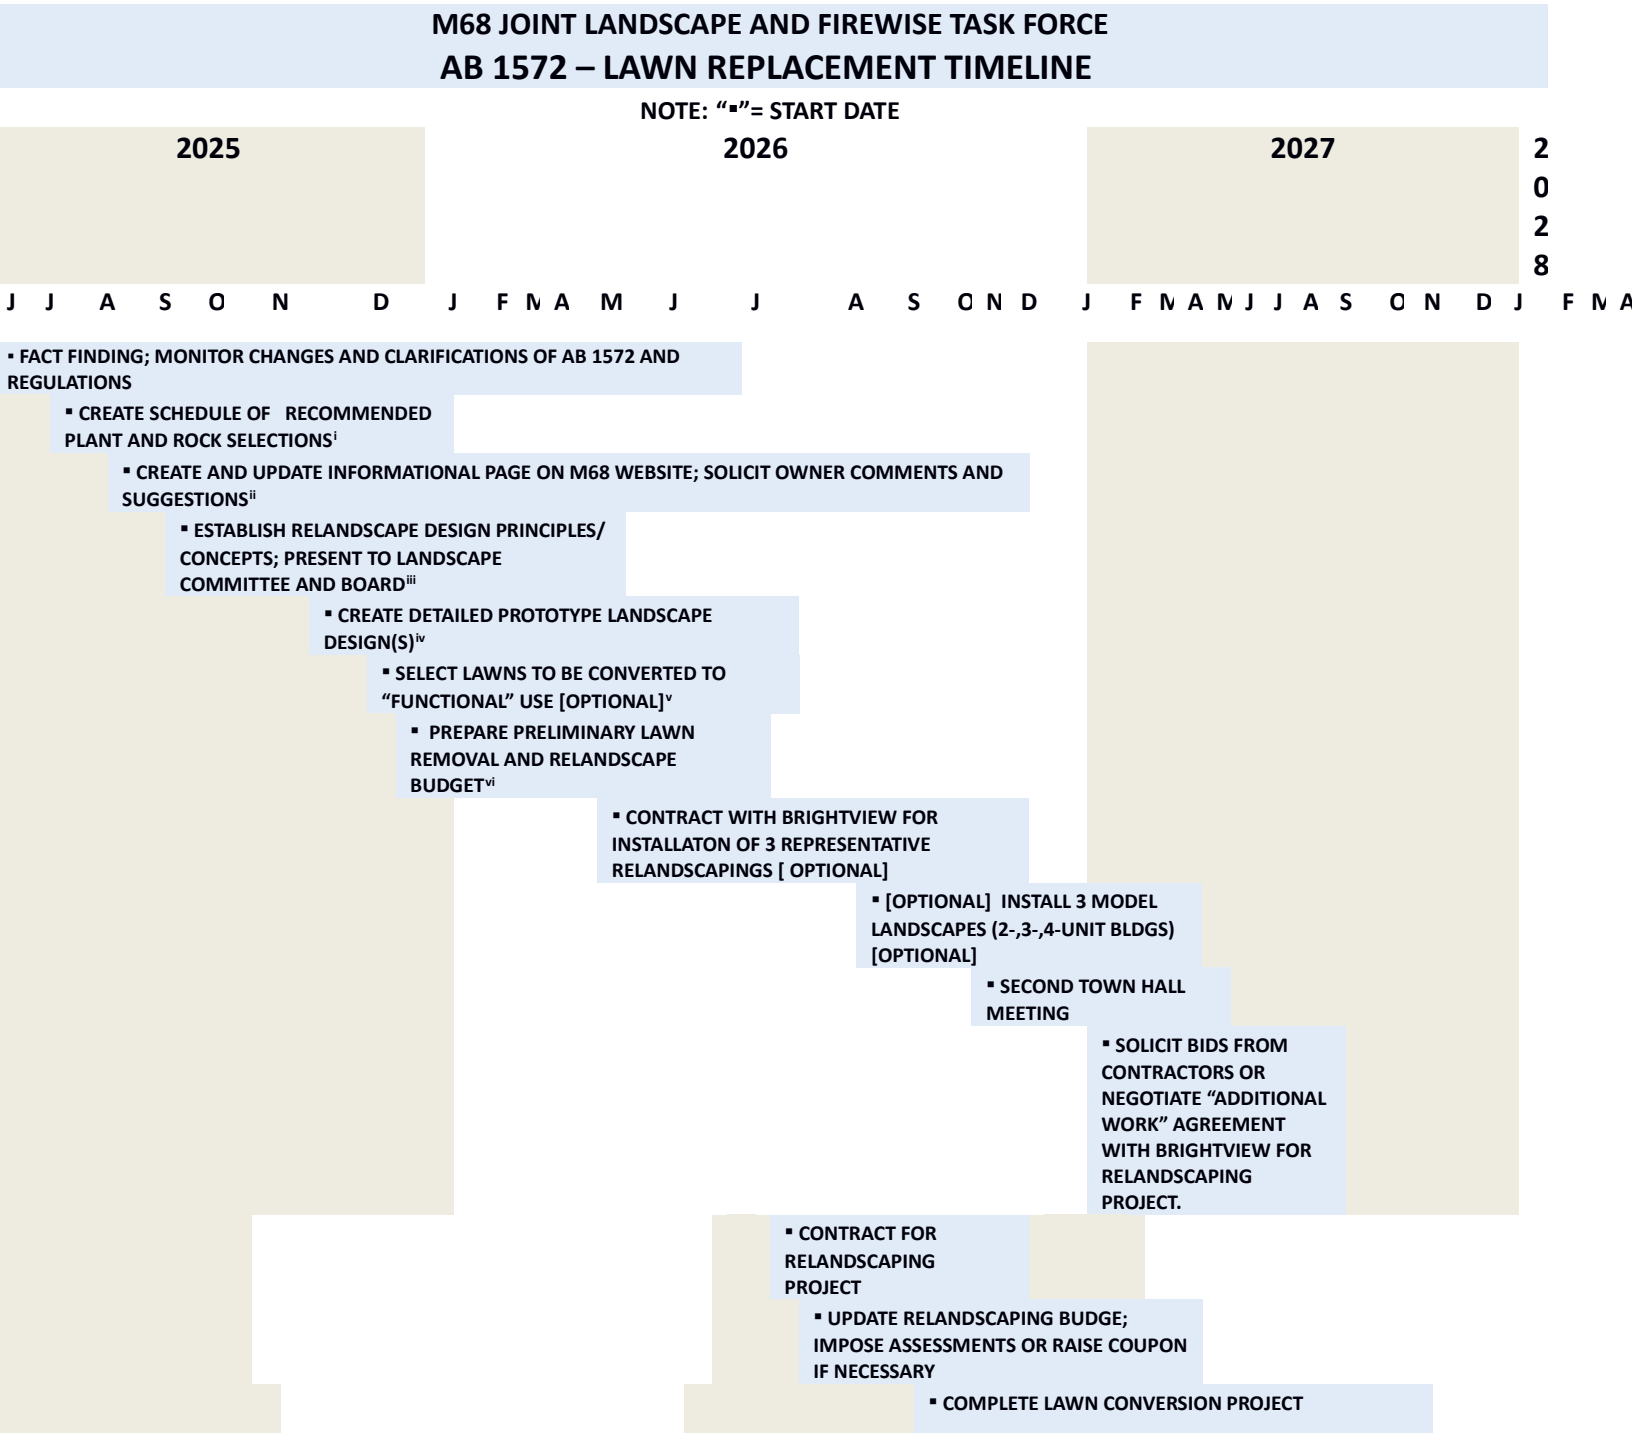 M68 JOINT LANDSCAPE AND FIREWISE TASK FORCE
AB 1572 – LAWN REPLACEMENT TIMELINE
NOTE: “▪”= START DATE
2025 2026 2027 2
0
2
8
J J A S O N D J F M A M J J A S O N D J F M A M J J A S O N D J F M A
▪ FACT FINDING; MONITOR CHANGES AND CLARIFICATIONS OF AB 1572 AND
REGULATIONS
▪ CREATE SCHEDULE OF RECOMMENDED
PLANT AND ROCK SELECTIONSⁱ
▪ CREATE AND UPDATE INFORMATIONAL PAGE ON M68 WEBSITE; SOLICIT OWNER COMMENTS AND
SUGGESTIONSⁱⁱ
▪ ESTABLISH RELANDSCAPE DESIGN PRINCIPLES/
CONCEPTS; PRESENT TO LANDSCAPE
COMMITTEE AND BOARDⁱⁱⁱ
▪ CREATE DETAILED PROTOTYPE LANDSCAPE
DESIGN(S)ⁱᵛ
▪ SELECT LAWNS TO BE CONVERTED TO
“FUNCTIONAL” USE [OPTIONAL]ᵛ
▪ PREPARE PRELIMINARY LAWN
REMOVAL AND RELANDSCAPE
BUDGETᵛⁱ
▪ CONTRACT WITH BRIGHTVIEW FOR
INSTALLATON OF 3 REPRESENTATIVE
RELANDSCAPINGS [ OPTIONAL]
▪ [OPTIONAL] INSTALL 3 MODEL
LANDSCAPES (2-,3-,4-UNIT BLDGS)
[OPTIONAL]
▪ SECOND TOWN HALL
MEETING
▪ SOLICIT BIDS FROM
CONTRACTORS OR
NEGOTIATE “ADDITIONAL
WORK” AGREEMENT
WITH BRIGHTVIEW FOR
RELANDSCAPING
PROJECT.
▪ CONTRACT FOR
RELANDSCAPING
PROJECT
▪ UPDATE RELANDSCAPING BUDGE;
IMPOSE ASSESSMENTS OR RAISE COUPON
IF NECESSARY
▪ COMPLETE LAWN CONVERSION PROJECT